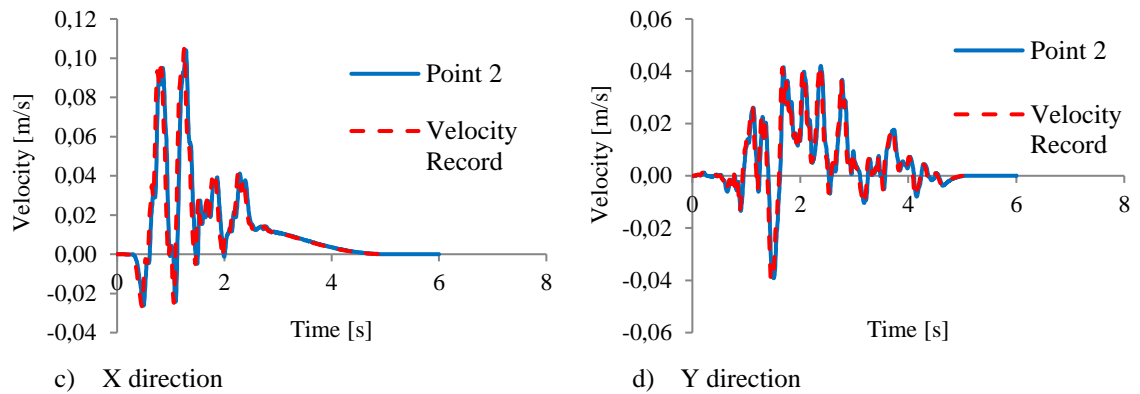 0,12
0,10
0,08
0,06
0,04
0,02
0,00
-0,02
-0,04
0
2
4
6
8
Velocity [m/s]
Time [s]
Point 2
Velocity
Record
c) X direction
0,06
0,04
0,02
0,00
-0,02
-0,04
-0,06
0
2
4
6
8
Velocity [m/s]
Time [s]
Point 2
Velocity
Record
d) Y direction